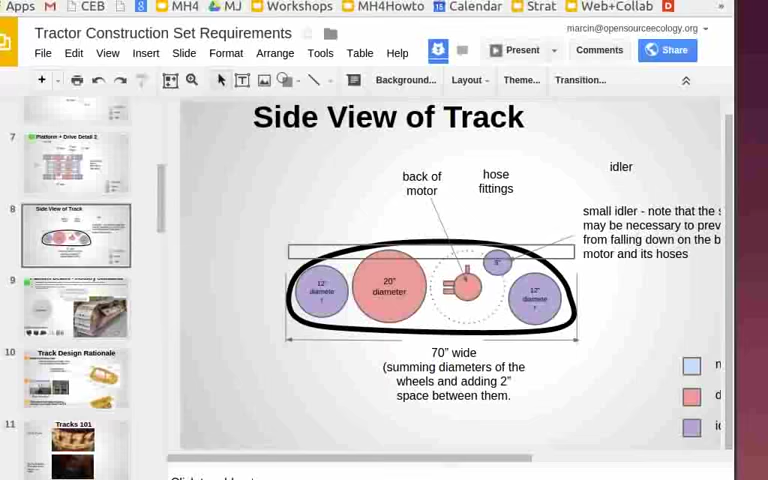 Apps M CEB MH4 MJ Workshops MH4Howto Calendar Strat Web+Collab
marcin@opensourceecology.org
Tractor Construction Set Requirements
File Edit View Insert Slide Format Arrange Tools Table Help
Present Comments Share
Background... Layout Theme... Transition...
7
Platform + Drive Detail 2
8
Side View of Track
9
10
Track Design Rationale
11
Tracks 101
Side View of Track
back of
motor
hose
fittings
idler
small idler - note that the s
may be necessary to prev
from falling down on the b
motor and its hoses
12"
diamete
r
20"
diameter
12"
diamete
r
70" wide
(summing diameters of the
wheels and adding 2"
space between them.